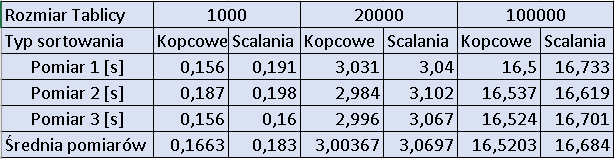 Rozmiar Tablicy 1000 20000 100000
Typ sortowania Kopcowe Scalania Kopcowe Scalania Kopcowe Scalania
Pomiar 1 [s] 0,156 0,191 3,031 3,04 16,5 16,733
Pomiar 2 [s] 0,187 0,198 2,984 3,102 16,537 16,619
Pomiar 3 [s] 0,156 0,16 2,996 3,067 16,524 16,701
Średnia pomiarów 0,1663 0,183 3,00367 3,0697 16,5203 16,684